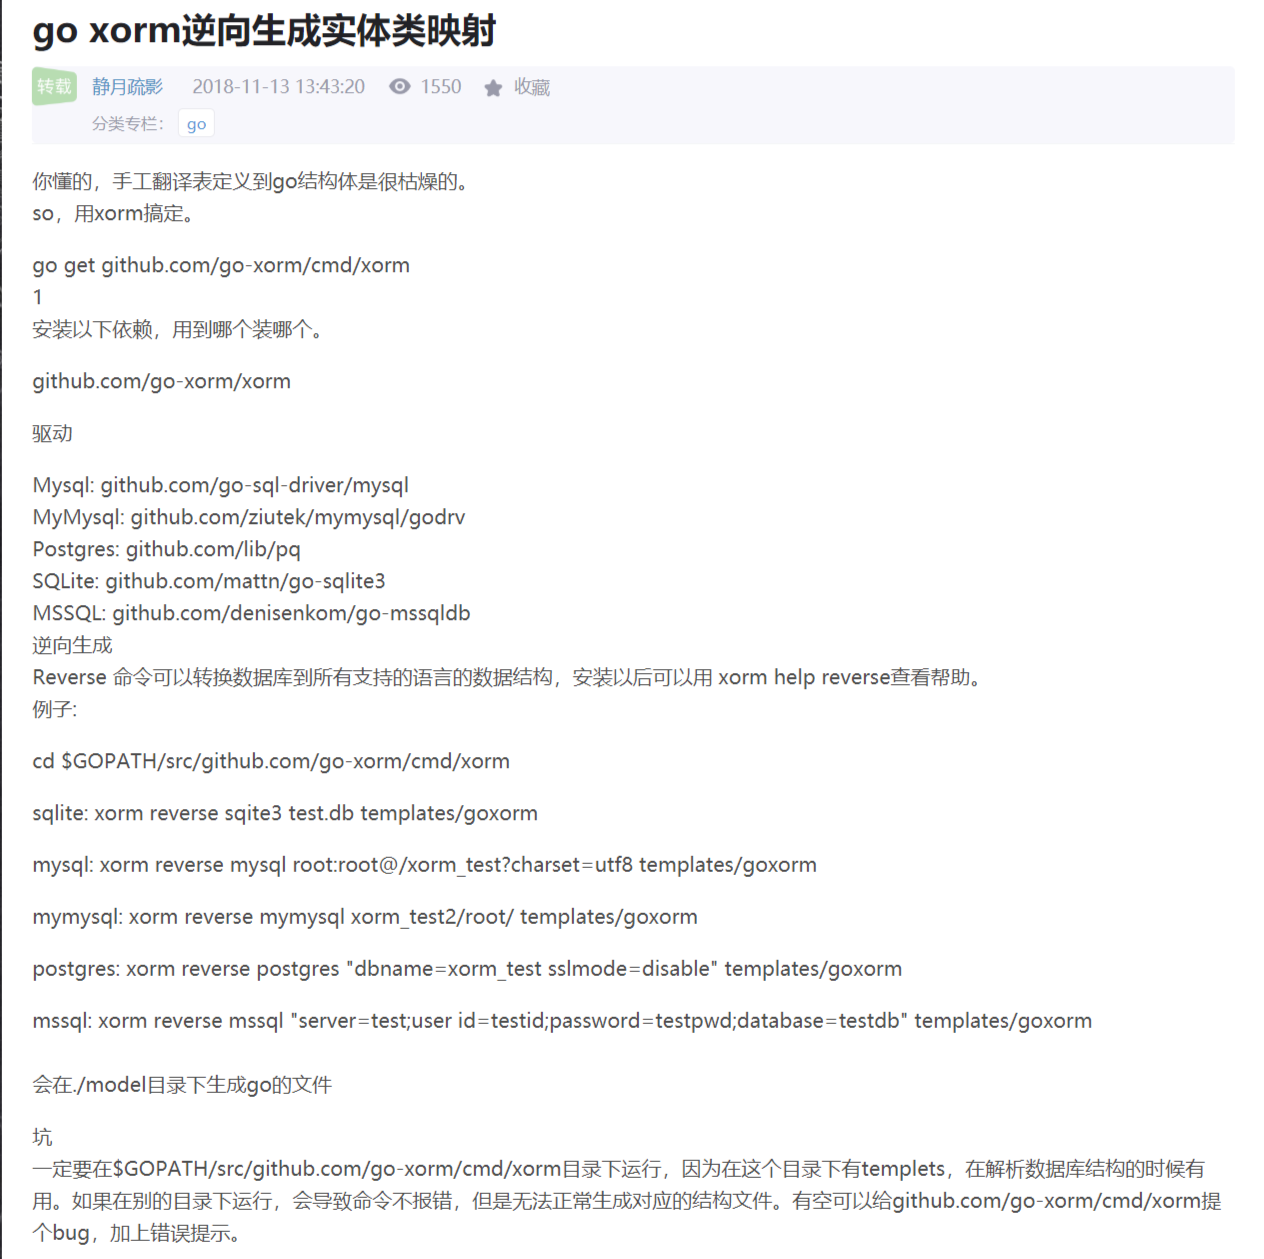 go xorm逆向生成实体类映射
转载 静月疏影 2018-11-13 13:43:20 1550 收藏
分类专栏： go
你懂的，手工翻译表定义到go结构体是很枯燥的。
so，用xorm搞定。
go get github.com/go-xorm/cmd/xorm
1
安装以下依赖，用到哪个装哪个。
github.com/go-xorm/xorm
驱动
Mysql: github.com/go-sql-driver/mysql
MyMysql: github.com/ziutek/mymysql/godrv
Postgres: github.com/lib/pq
SQLite: github.com/mattn/go-sqlite3
MSSQL: github.com/denisenkom/go-mssqldb
逆向生成
Reverse 命令可以转换数据库到所有支持的语言的数据结构，安装以后可以用 xorm help reverse查看帮助。
例子:
cd $GOPATH/src/github.com/go-xorm/cmd/xorm
sqlite: xorm reverse sqite3 test.db templates/goxorm
mysql: xorm reverse mysql root:root@/xorm_test?charset=utf8 templates/goxorm
mymysql: xorm reverse mymysql xorm_test2/root/ templates/goxorm
postgres: xorm reverse postgres "dbname=xorm_test sslmode=disable" templates/goxorm
mssql: xorm reverse mssql "server=test;user id=testid;password=testpwd;database=testdb" templates/goxorm
会在./model目录下生成go的文件
坑
一定要在$GOPATH/src/github.com/go-xorm/cmd/xorm目录下运行，因为在这个目录下有templets，在解析数据库结构的时候有
用。如果在别的目录下运行，会导致命令不报错，但是无法正常生成对应的结构文件。有空可以给github.com/go-xorm/cmd/xorm提
个bug，加上错误提示。